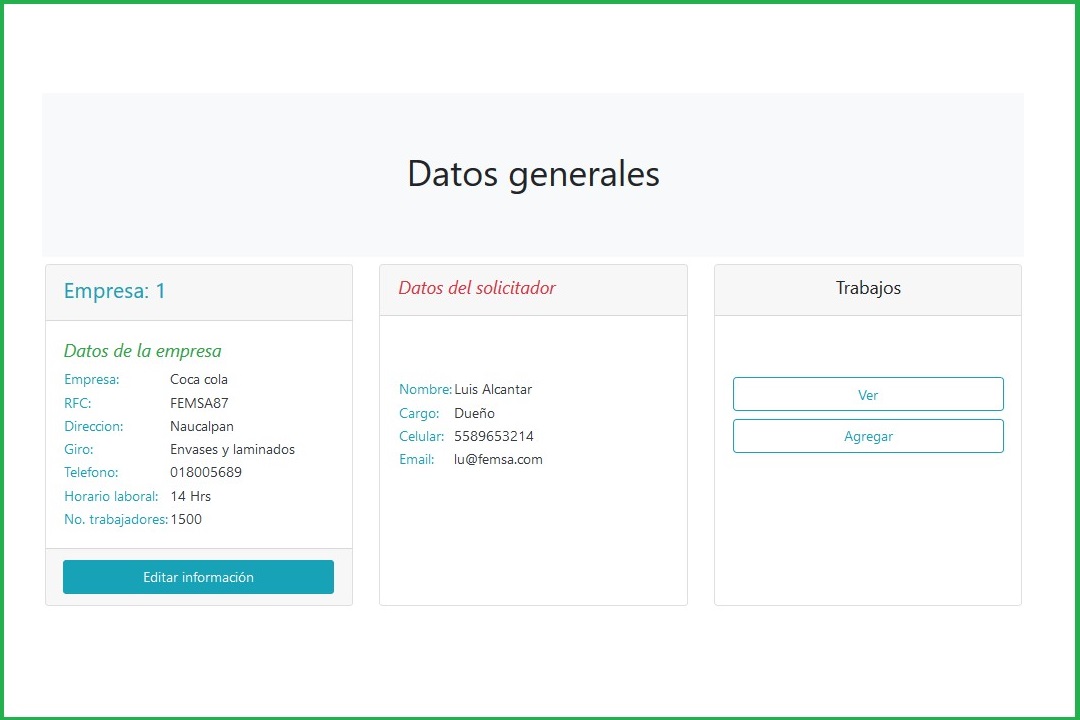 Datos generales
Empresa: 1
Datos de la empresa
Empresa: Coca cola
RFC: FEMSA87
Direccion: Naucalpan
Giro: Envases y laminados
Telefono: 018005689
Horario laboral: 14 Hrs
No. trabajadores: 1500
Editar información
Datos del solicitador
Nombre: Luis Alcantar
Cargo: Dueño
Celular: 5589653214
Email: lu@femsa.com
Trabajos
Ver
Agregar